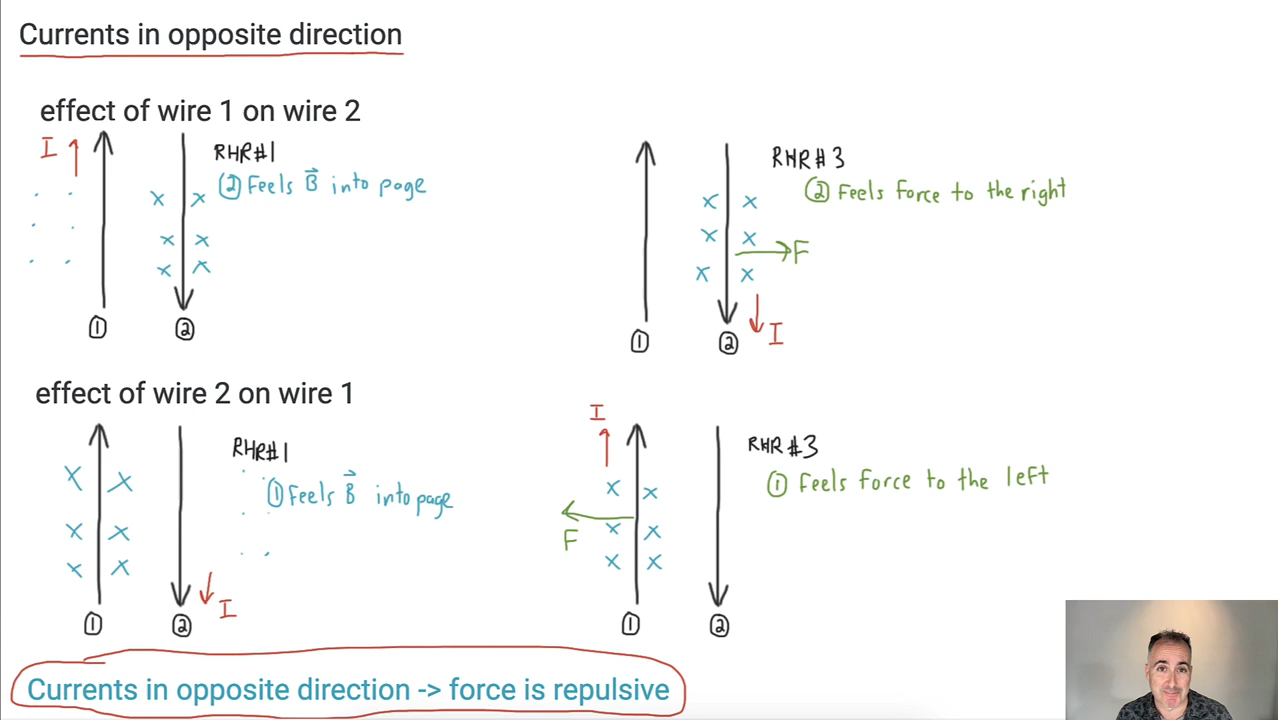 Currents in opposite direction
effect of wire 1 on wire 2
I
RHR#1
② Feels B⃗ into page
① ②
RHR#3
② Feels Force to the right
F
I
① ②
effect of wire 2 on wire 1
RHR#1
① Feels B⃗ into page
I
① ②
I
RHR#3
① Feels Force to the left
F
① ②
Currents in opposite direction -> force is repulsive